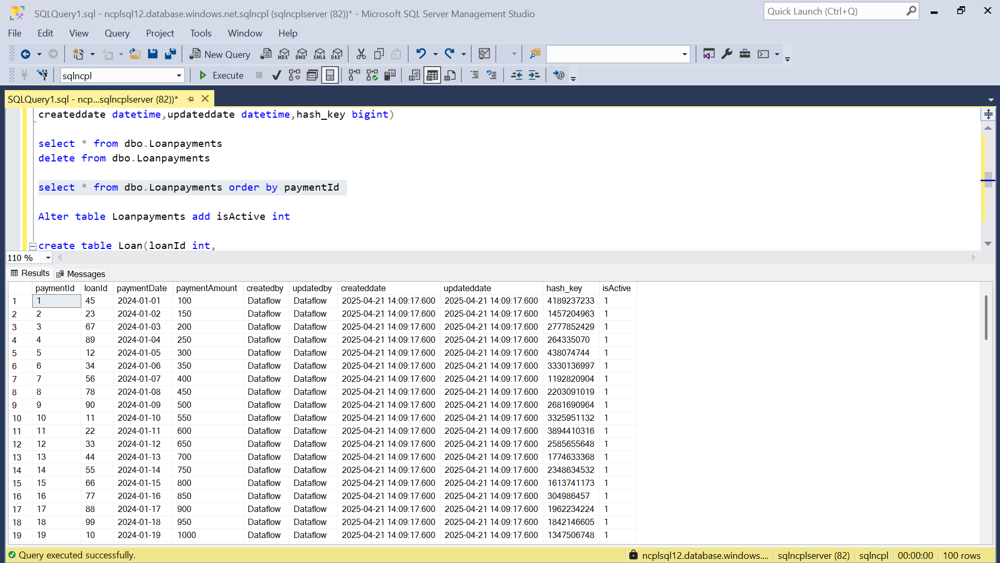 SQLQuery1.sql - ncplsql12.database.windows.net.sqlncpl (sqlncplserver (82))* - Microsoft SQL Server Management Studio
Quick Launch (Ctrl+Q)
File Edit View Query Project Tools Window Help
New Query MDX DMX XMLA DAX
sqlncpl Execute
SQLQuery1.sql - ncp...sqlncplserver (82))*
createddate datetime,updateddate datetime,hash_key bigint)
select * from dbo.Loanpayments
delete from dbo.Loanpayments
select * from dbo.Loanpayments order by paymentId
Alter table Loanpayments add isActive int
create table Loan(loanId int,
110 %
Results Messages
paymentId loanId paymentDate paymentAmount createdby updatedby createddate updateddate hash_key isActive
1 1 45 2024-01-01 100 Dataflow Dataflow 2025-04-21 14:09:17.600 2025-04-21 14:09:17.600 4189237233 1
2 2 23 2024-01-02 150 Dataflow Dataflow 2025-04-21 14:09:17.600 2025-04-21 14:09:17.600 1457204963 1
3 3 67 2024-01-03 200 Dataflow Dataflow 2025-04-21 14:09:17.600 2025-04-21 14:09:17.600 2777852429 1
4 4 89 2024-01-04 250 Dataflow Dataflow 2025-04-21 14:09:17.600 2025-04-21 14:09:17.600 264335070 1
5 5 12 2024-01-05 300 Dataflow Dataflow 2025-04-21 14:09:17.600 2025-04-21 14:09:17.600 438074744 1
6 6 34 2024-01-06 350 Dataflow Dataflow 2025-04-21 14:09:17.600 2025-04-21 14:09:17.600 3330136997 1
7 7 56 2024-01-07 400 Dataflow Dataflow 2025-04-21 14:09:17.600 2025-04-21 14:09:17.600 1192820904 1
8 8 78 2024-01-08 450 Dataflow Dataflow 2025-04-21 14:09:17.600 2025-04-21 14:09:17.600 2203091019 1
9 9 90 2024-01-09 500 Dataflow Dataflow 2025-04-21 14:09:17.600 2025-04-21 14:09:17.600 2681690964 1
10 10 11 2024-01-10 550 Dataflow Dataflow 2025-04-21 14:09:17.600 2025-04-21 14:09:17.600 3325951132 1
11 11 22 2024-01-11 600 Dataflow Dataflow 2025-04-21 14:09:17.600 2025-04-21 14:09:17.600 3894410316 1
12 12 33 2024-01-12 650 Dataflow Dataflow 2025-04-21 14:09:17.600 2025-04-21 14:09:17.600 2585655648 1
13 13 44 2024-01-13 700 Dataflow Dataflow 2025-04-21 14:09:17.600 2025-04-21 14:09:17.600 1774633368 1
14 14 55 2024-01-14 750 Dataflow Dataflow 2025-04-21 14:09:17.600 2025-04-21 14:09:17.600 2348634532 1
15 15 66 2024-01-15 800 Dataflow Dataflow 2025-04-21 14:09:17.600 2025-04-21 14:09:17.600 1613741173 1
16 16 77 2024-01-16 850 Dataflow Dataflow 2025-04-21 14:09:17.600 2025-04-21 14:09:17.600 304986457 1
17 17 88 2024-01-17 900 Dataflow Dataflow 2025-04-21 14:09:17.600 2025-04-21 14:09:17.600 1962234224 1
18 18 99 2024-01-18 950 Dataflow Dataflow 2025-04-21 14:09:17.600 2025-04-21 14:09:17.600 1842146605 1
19 19 10 2024-01-19 1000 Dataflow Dataflow 2025-04-21 14:09:17.600 2025-04-21 14:09:17.600 1347506748 1
Query executed successfully. ncplsql12.database.windows.... sqlncplserver (82) sqlncpl 00:00:00 100 rows